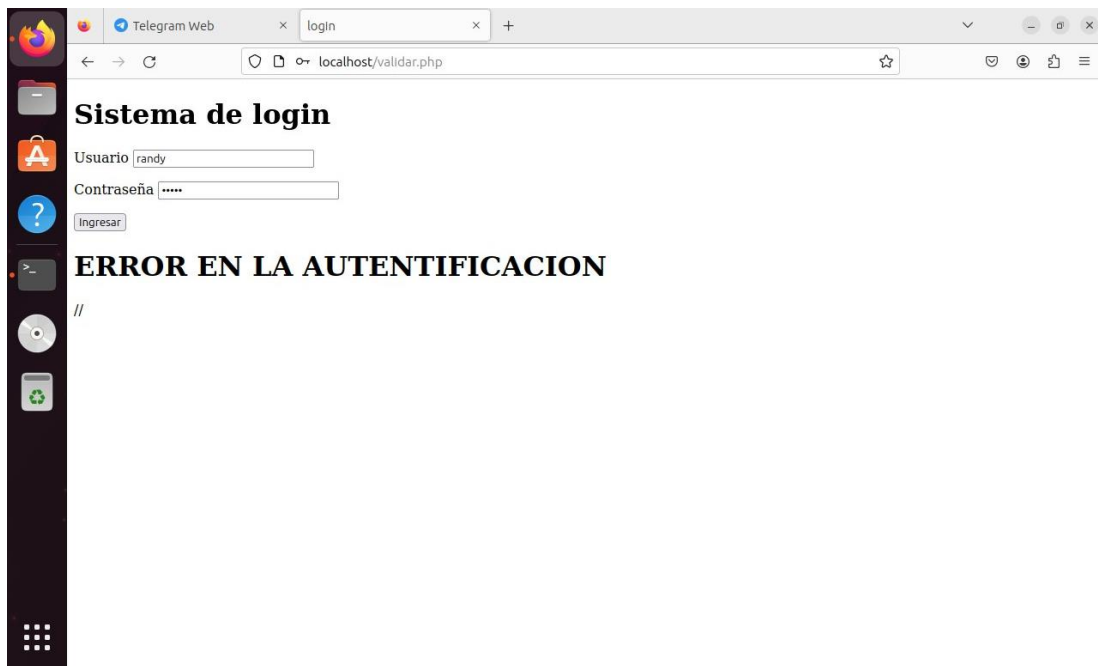 Telegram Web
login
localhost/validar.php
Sistema de login
Usuario randy
Contraseña •••••
Ingresar
ERROR EN LA AUTENTIFICACION
//